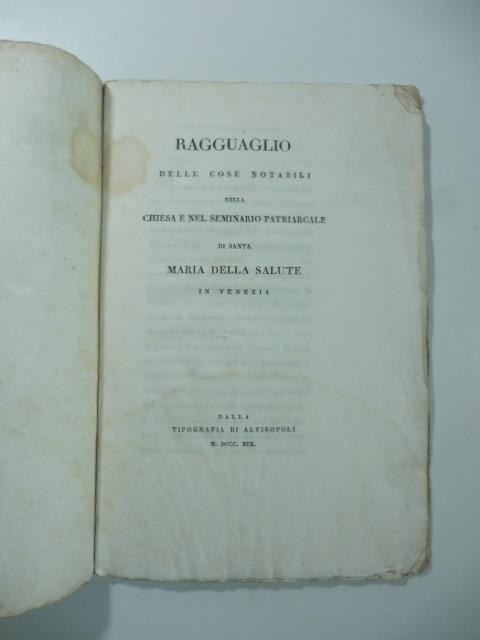 RAGGUAGLIO
DELLE COSE NOTABILI
NELLA
CHIESA E NEL SEMINARIO PATRIARCALE
DI SANTA
MARIA DELLA SALUTE
IN VENEZIA
DALLA
TIPOGRAFIA DI ALVISOPOLI
M. DCCC. XIX.